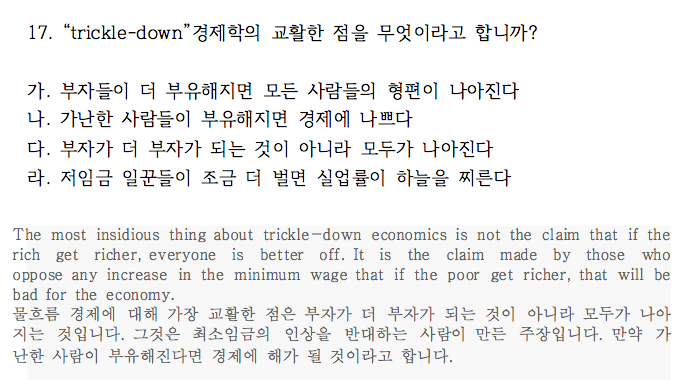 17. “trickle-down”경제학의 교활한 점을 무엇이라고 합니까?
가. 부자들이 더 부유해지면 모든 사람들의 형편이 나아진다
나. 가난한 사람들이 부유해지면 경제에 나쁘다
다. 부자가 더 부자가 되는 것이 아니라 모두가 나아진다
라. 저임금 일꾼들이 조금 더 벌면 실업률이 하늘을 찌른다
The most insidious thing about trickle-down economics is not the claim that if the
rich get richer, everyone is better off. It is the claim made by those who
oppose any increase in the minimum wage that if the poor get richer, that will be
bad for the economy.
물흐름 경제에 대해 가장 교활한 점은 부자가 더 부자가 되는 것이 아니라 모두가 나아
지는 것입니다. 그것은 최소임금의 인상을 반대하는 사람이 만든 주장입니다. 만약 가
난한 사람이 부유해진다면 경제에 해가 될 것이라고 합니다.